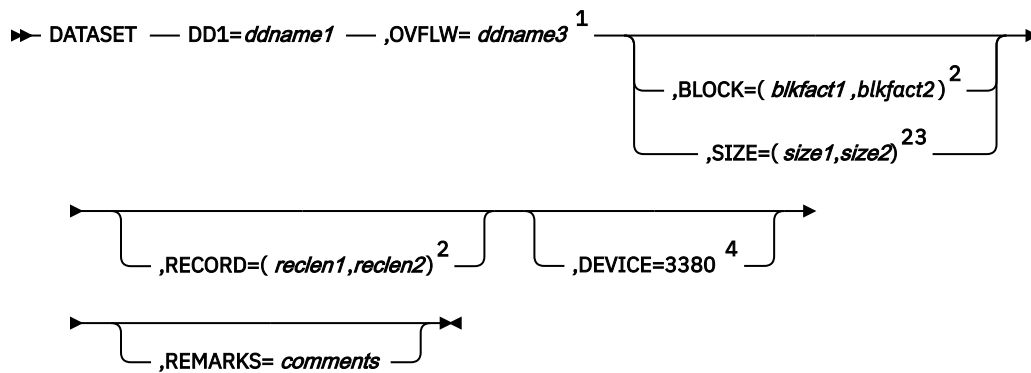 DATASET DD1=ddname1 ,OVFLW= ddname3 1
,BLOCK=( blkfact1 ,blkfact2 ) 2
,SIZE=( size1,size2) 23
,RECORD=( reclen1,reclen2) 2 ,DEVICE=3380 4
,REMARKS= comments